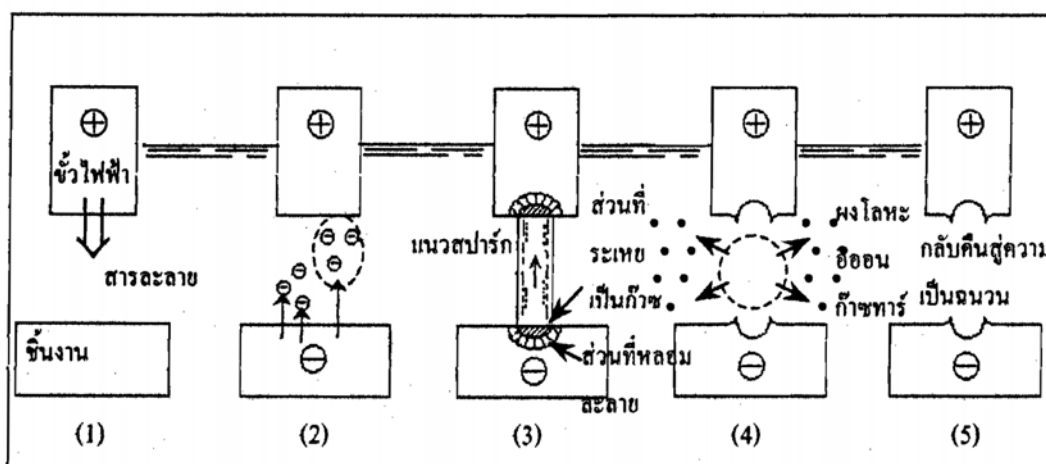 ⊕ ⊕ ⊕ ⊕ ⊕
ขั้วไฟฟ้า
สารละลาย
ชิ้นงาน
⊖ ⊖ ⊖
⊖ ⊖ ⊖
⊖
แนวสปาร์ก
เป็นก๊าซ
ส่วนที่หลอม
ละลาย
⊖
ส่วนที่
ระเหย
ผงโลหะ
อิออน
ก๊าซทาร์
⊖
กลับคืนสู่ความ
เป็นฉนวน
⊖
(1) (2) (3) (4) (5)